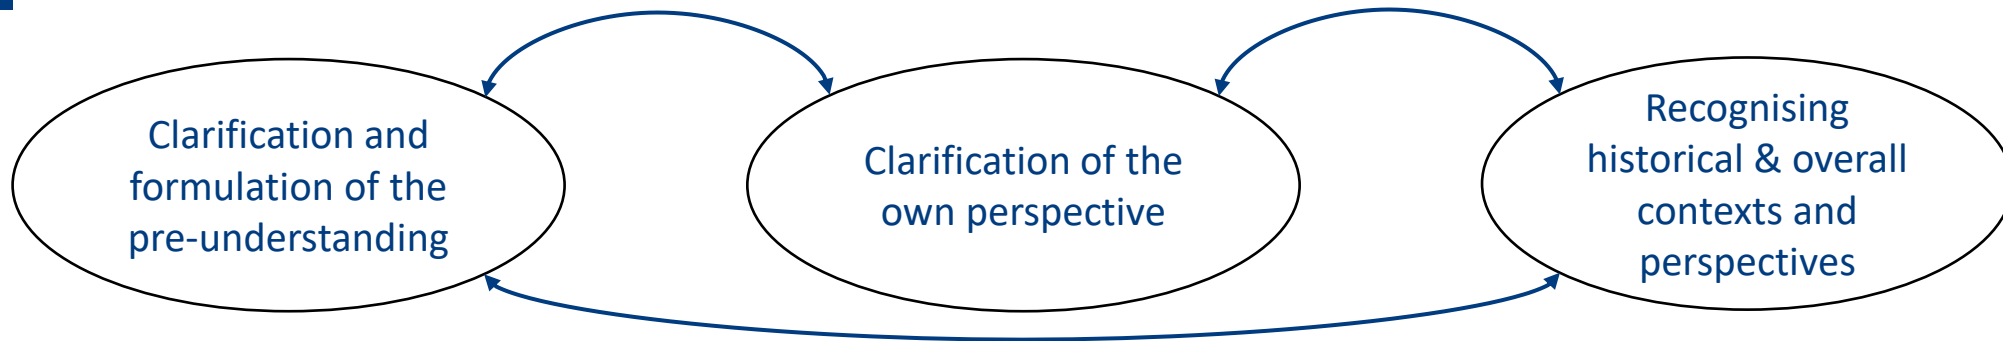 Clarification and
formulation of the
pre-understanding
Clarification of the
own perspective
Recognising
historical & overall
contexts and
perspectives